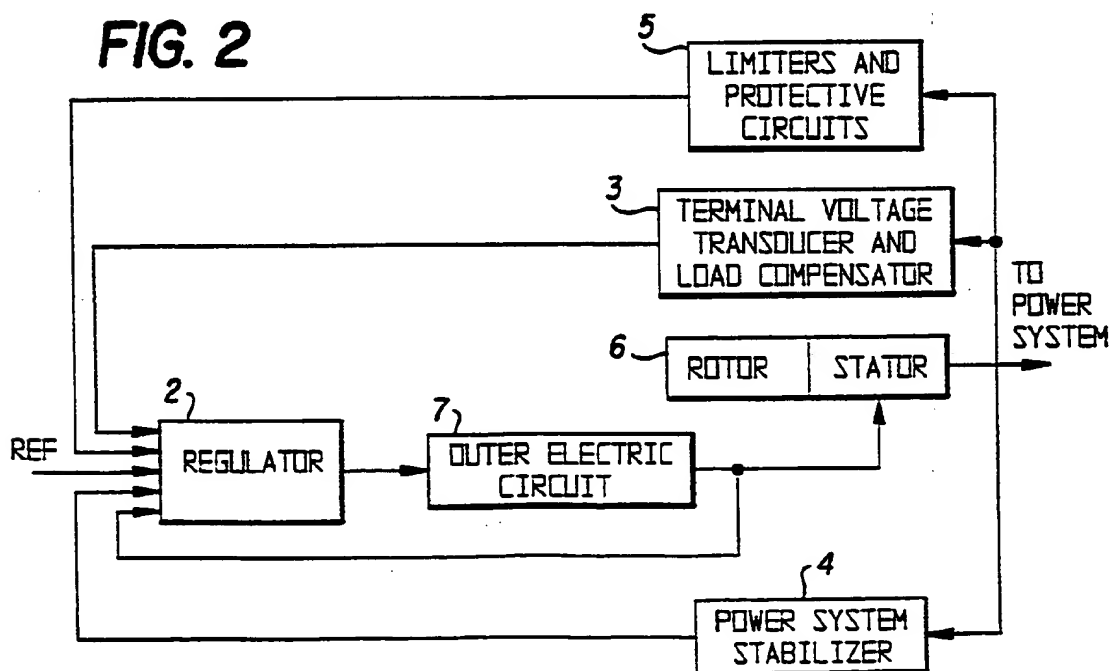 FIG. 2
5
LIMITERS AND
PROTECTIVE
CIRCUITS
3
TERMINAL VOLTAGE
TRANSDUCER AND
LOAD COMPENSATOR
TO
POWER
SYSTEM
6
ROTOR
STATOR
2
REF
REGULATOR
7
OUTER ELECTRIC
CIRCUIT
4
POWER SYSTEM
STABILIZER